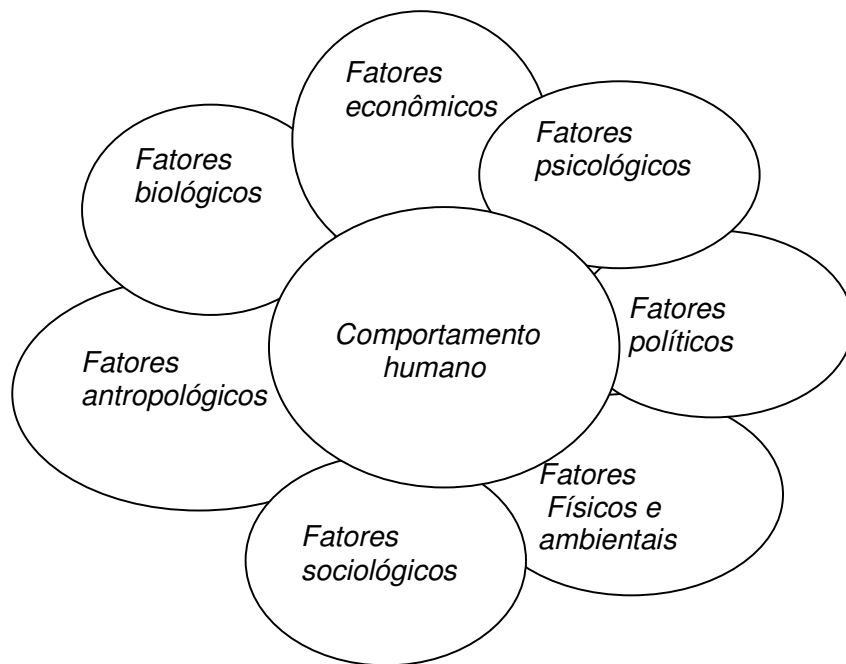 Fatores
econômicos
Fatores
psicológicos
Fatores
biológicos
Fatores
políticos
Comportamento
humano
Fatores
antropológicos
Fatores
Físicos e
ambientais
Fatores
sociológicos